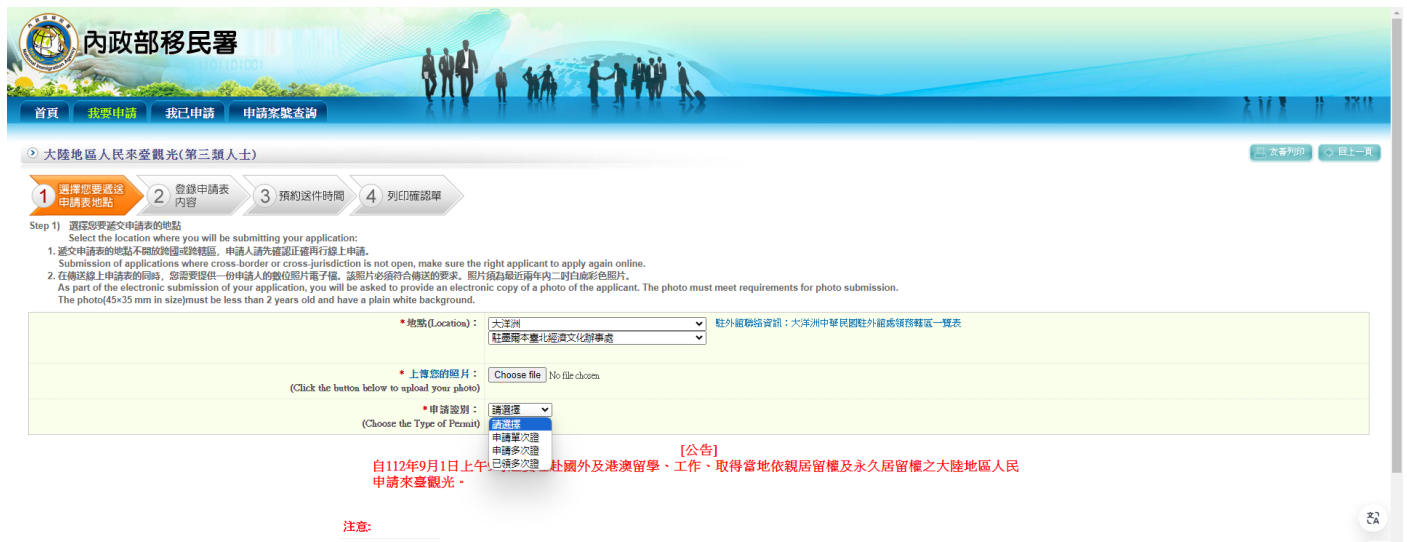 內政部移民署
首頁 我要申請 我已申請 申請案號查詢
大陸地區人民來臺觀光(第三類人士)
友善列印 回上一頁
1 選擇您要遞送申請表地點 2 登錄申請表內容 3 預約送件時間 4 列印確認單
Step 1) 選擇您要遞交申請表的地點
Select the location where you will be submitting your application:
1. 遞交申請表的地點不開放跨國或跨轄區，申請人請先確認正確再行線上申請。
Submission of applications where cross-border or cross-jurisdiction is not open, make sure the right applicant to apply again online.
2. 在傳送線上申請表的同時，您需要提供一份申請人的數位照片電子檔。該照片必須符合傳送的要求。照片須為最近兩年內二吋白底彩色照片。
As part of the electronic submission of your application, you will be asked to provide an electronic copy of a photo of the applicant. The photo must meet requirements for photo submission.
The photo(45×35 mm in size)must be less than 2 years old and have a plain white background.
*地點(Location)： 大洋洲 駐外館聯絡資訊：大洋洲中華民國駐外館處領務轄區一覽表
駐墨爾本臺北經濟文化辦事處
* 上傳您的照片： Choose file No file chosen
(Click the button below to upload your photo)
*申請證別： 請選擇
(Choose the Type of Permit) 請選擇
申請單次證
申請多次證
已領多次證
[公告]
自112年9月1日上午 赴國外及港澳留學、工作、取得當地依親居留權及永久居留權之大陸地區人民
申請來臺觀光。
注意: